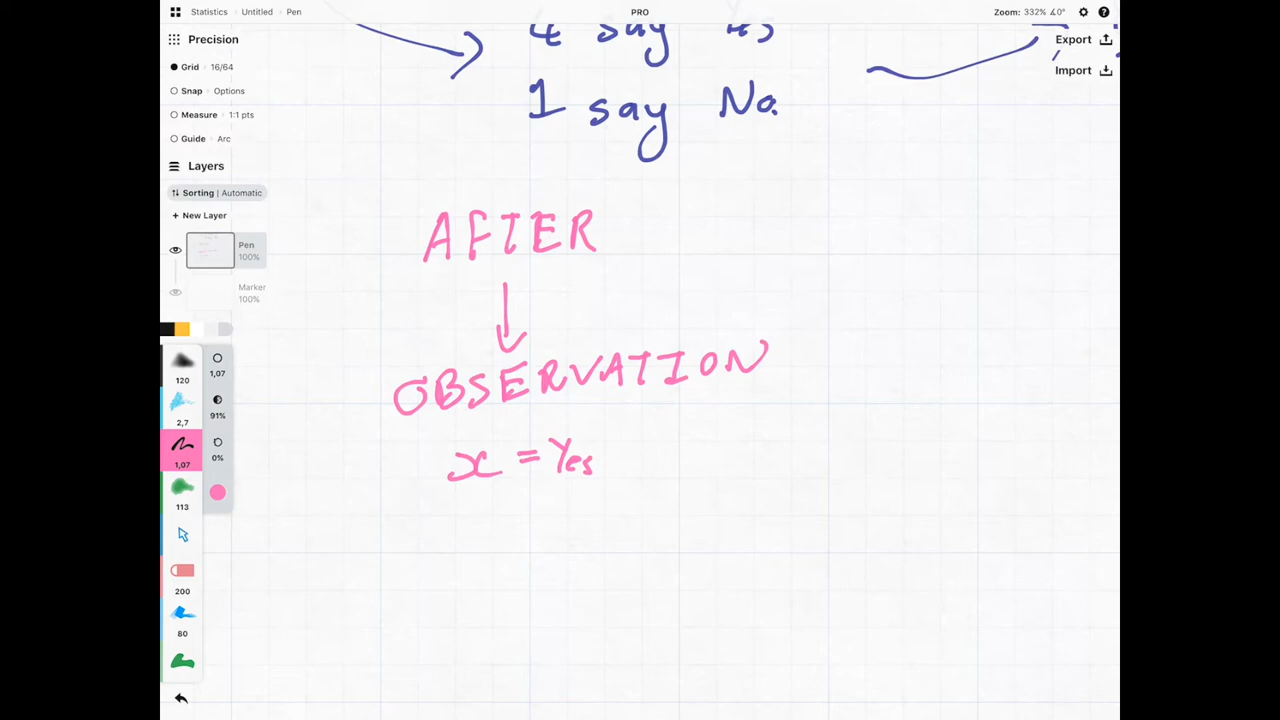 Statistics Untitled Pen PRO Zoom: 332% ∡0°
Precision Export
Grid 16/64 Import
Snap Options
Measure 1:1 pts
Guide Arc
Layers
Sorting | Automatic
+ New Layer
Pen
100%
Marker
100%
120
2,7
1,07
113
200
80
1,07
91%
0%
4 say
1 say No.
AFTER
OBSERVATION
x = Yes